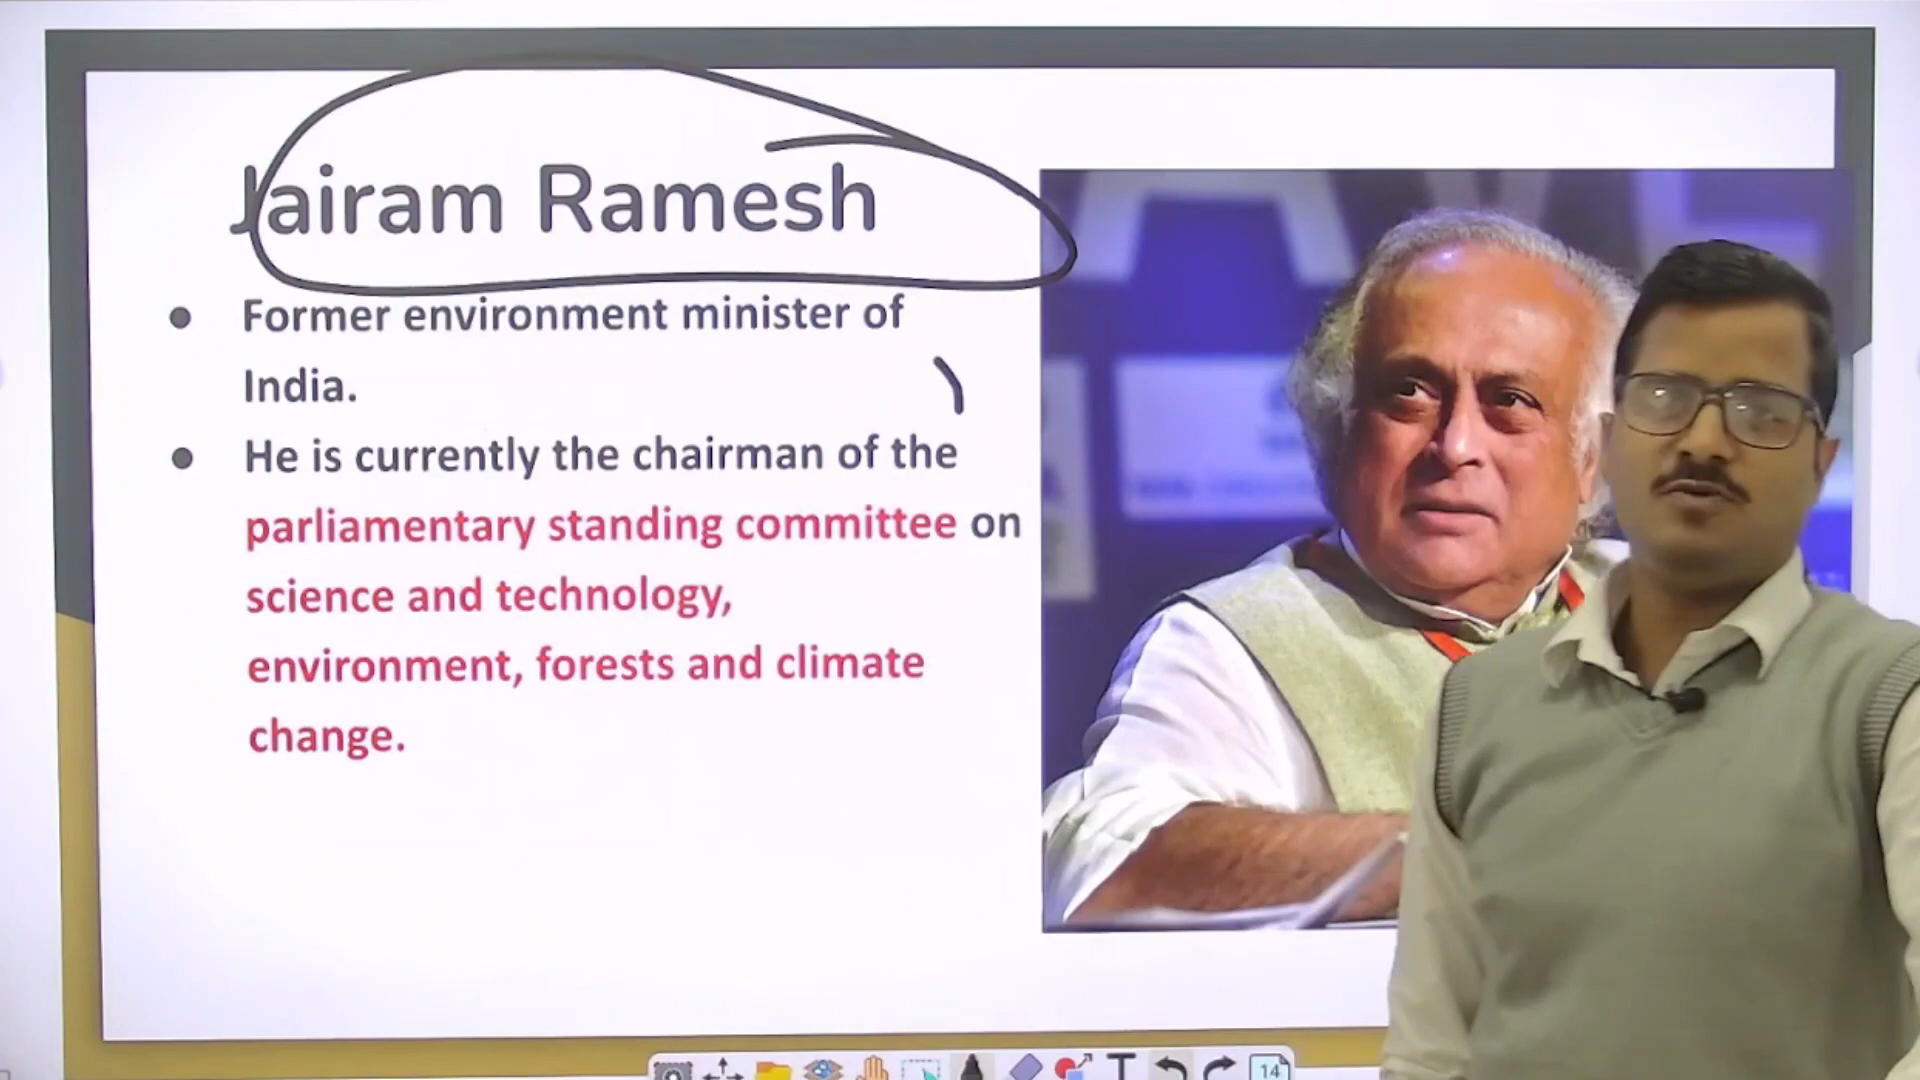 Jairam Ramesh
Former environment minister of
India.
He is currently the chairman of the
parliamentary standing committee on
science and technology,
environment, forests and climate
change.
T
14